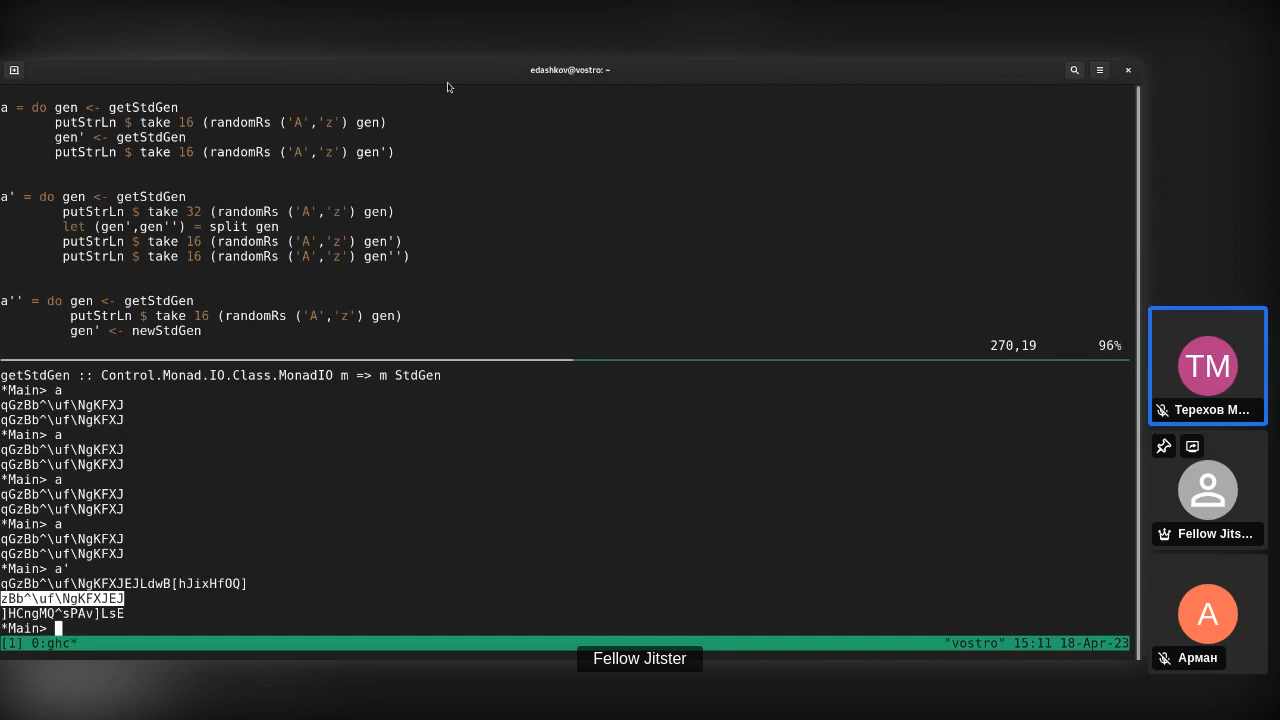 edashkov@vostro: ~
a = do gen <- getStdGen
putStrLn $ take 16 (randomRs ('A','z') gen)
gen' <- getStdGen
putStrLn $ take 16 (randomRs ('A','z') gen')
a' = do gen <- getStdGen
putStrLn $ take 32 (randomRs ('A','z') gen)
let (gen',gen'') = split gen
putStrLn $ take 16 (randomRs ('A','z') gen')
putStrLn $ take 16 (randomRs ('A','z') gen'')
a'' = do gen <- getStdGen
putStrLn $ take 16 (randomRs ('A','z') gen)
gen' <- newStdGen
270,19 96%
getStdGen :: Control.Monad.IO.Class.MonadIO m => m StdGen
*Main> a
qGzBb^\uf\NgKFXJ
qGzBb^\uf\NgKFXJ
*Main> a
qGzBb^\uf\NgKFXJ
qGzBb^\uf\NgKFXJ
*Main> a
qGzBb^\uf\NgKFXJ
qGzBb^\uf\NgKFXJ
*Main> a
qGzBb^\uf\NgKFXJ
qGzBb^\uf\NgKFXJ
*Main> a'
qGzBb^\uf\NgKFXJEJLdwB[hJixHfOQ]
zBb^\uf\NgKFXJEJ
]HCngMQ^sPAv]LsE
*Main>
[1] 0:ghc* "vostro" 15:11 18-Apr-23
Fellow Jitster
TM
Терехов М...
Fellow Jits...
A
Арман